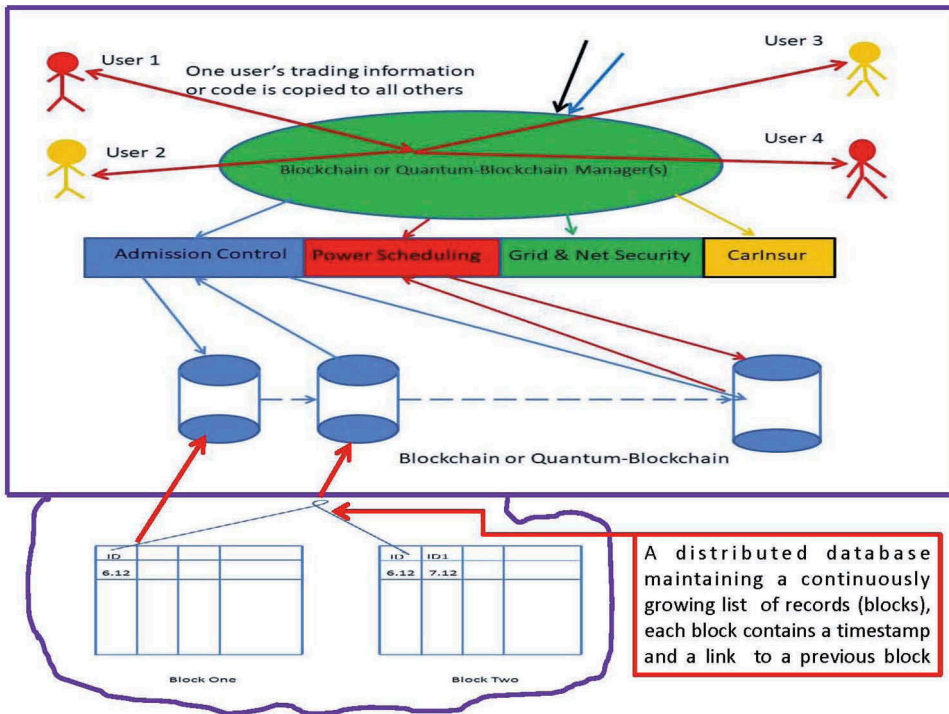 User 1
User 3
One user's trading information
or code is copied to all others
User 2
User 4
Blockchain or Quantum-Blockchain Manager(s)
Admission Control
Power Scheduling
Grid & Net Security
CarInsur
Blockchain or Quantum-Blockchain
ID
6.12
ID ID1
6.12 7.12
Block One
Block Two
A distributed database
maintaining a continuously
growing list of records (blocks),
each block contains a timestamp
and a link to a previous block